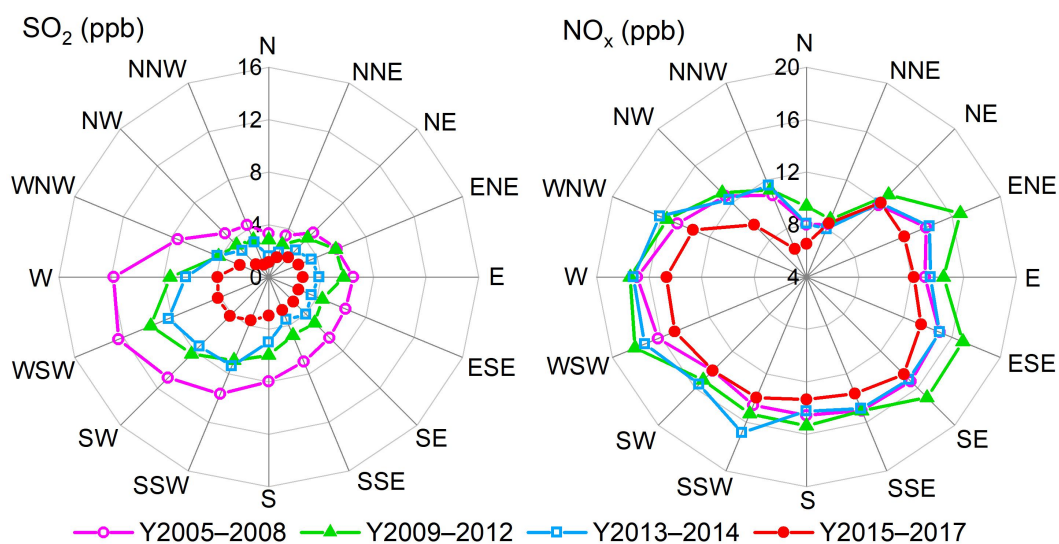 SO₂ (ppb)
N
16
NNW
NNE
12
NW
NE
8
WNW
ENE
4
W
0
E
WSW
ESE
SW
SE
SSW
SSE
S
NOₓ (ppb)
N
20
NNW
NNE
16
NW
NE
12
WNW
ENE
8
W
4
E
WSW
ESE
SW
SE
SSW
SSE
S
Y2005–2008 Y2009–2012 Y2013–2014 Y2015–2017